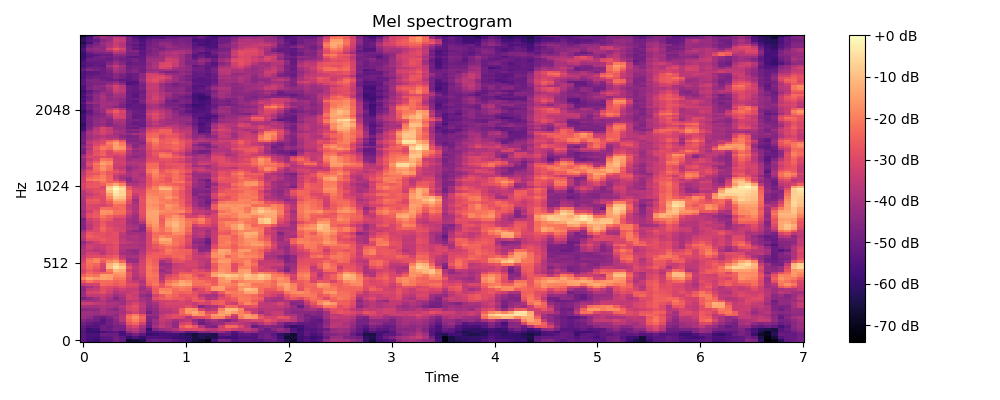 Mel spectrogram
+0 dB
-10 dB
-20 dB
-30 dB
-40 dB
-50 dB
-60 dB
-70 dB
2048
1024
512
0
Hz
0 1 2 3 4 5 6 7
Time